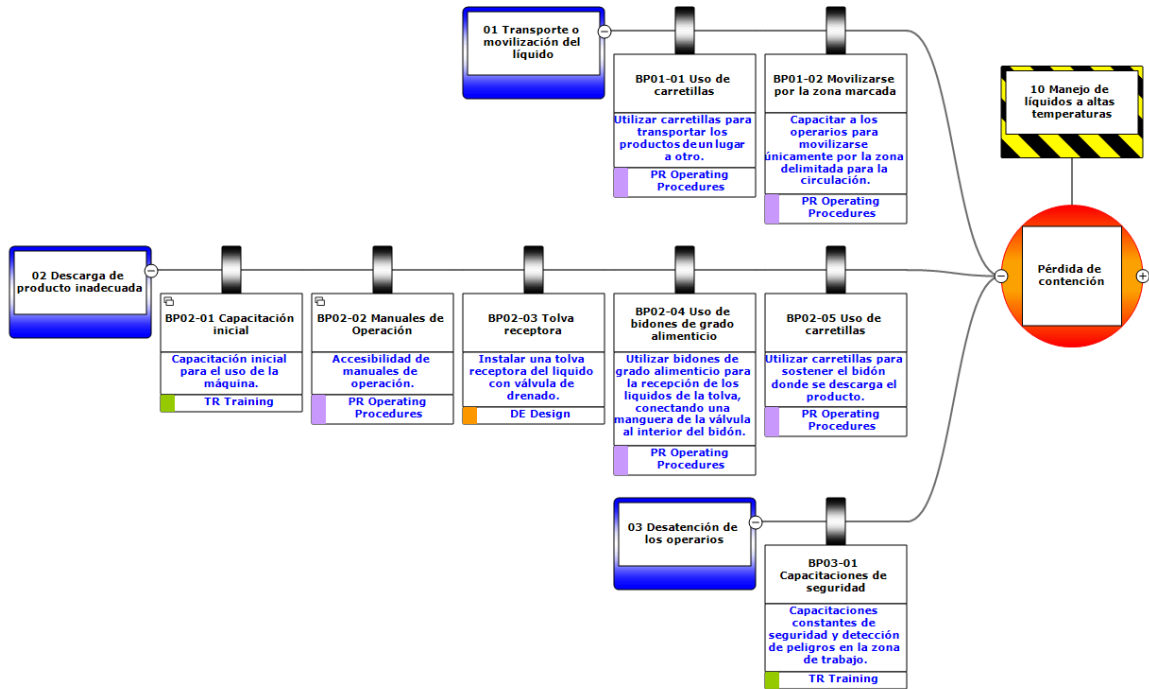 01 Transporte o
movilización del
líquido
BP01-01 Uso de
carretillas
Utilizar carretillas para
transportar los
productos de un lugar
a otro.
PR Operating
Procedures
BP01-02 Movilizarse
por la zona marcada
Capacitar a los
operarios para
movilizarse
únicamente por la zona
delimitada para la
circulación.
PR Operating
Procedures
10 Manejo de
líquidos a altas
temperaturas
Pérdida de
contención
02 Descarga de
producto inadecuada
BP02-01 Capacitación
inicial
Capacitación inicial
para el uso de la
máquina.
TR Training
BP02-02 Manuales de
Operación
Accesibilidad de
manuales de
operación.
PR Operating
Procedures
BP02-03 Tolva
receptora
Instalar una tolva
receptora del liquido
con válvula de
drenado.
DE Design
BP02-04 Uso de
bidones de grado
alimenticio
Utilizar bidones de
grado alimenticio para
la recepción de los
liquidos de la tolva,
conectando una
manguera de la válvula
al interior del bidón.
PR Operating
Procedures
BP02-05 Uso de
carretillas
Utilizar carretillas para
sostener el bidón
donde se descarga el
producto.
PR Operating
Procedures
03 Desatención de
los operarios
BP03-01
Capacitaciones de
seguridad
Capacitaciones
constantes de
seguridad y detección
de peligros en la zona
de trabajo.
TR Training